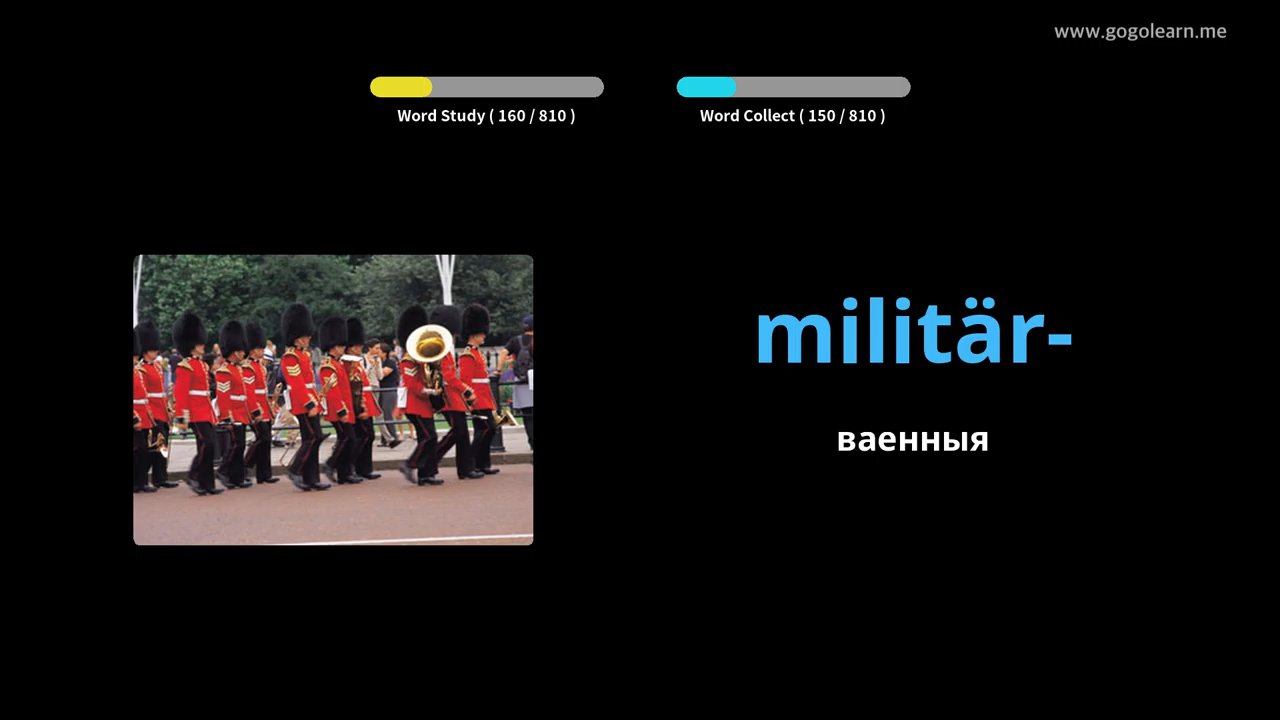 www.gogolearn.me
Word Study ( 160 / 810 )
Word Collect ( 150 / 810 )
militär-
ваенныя